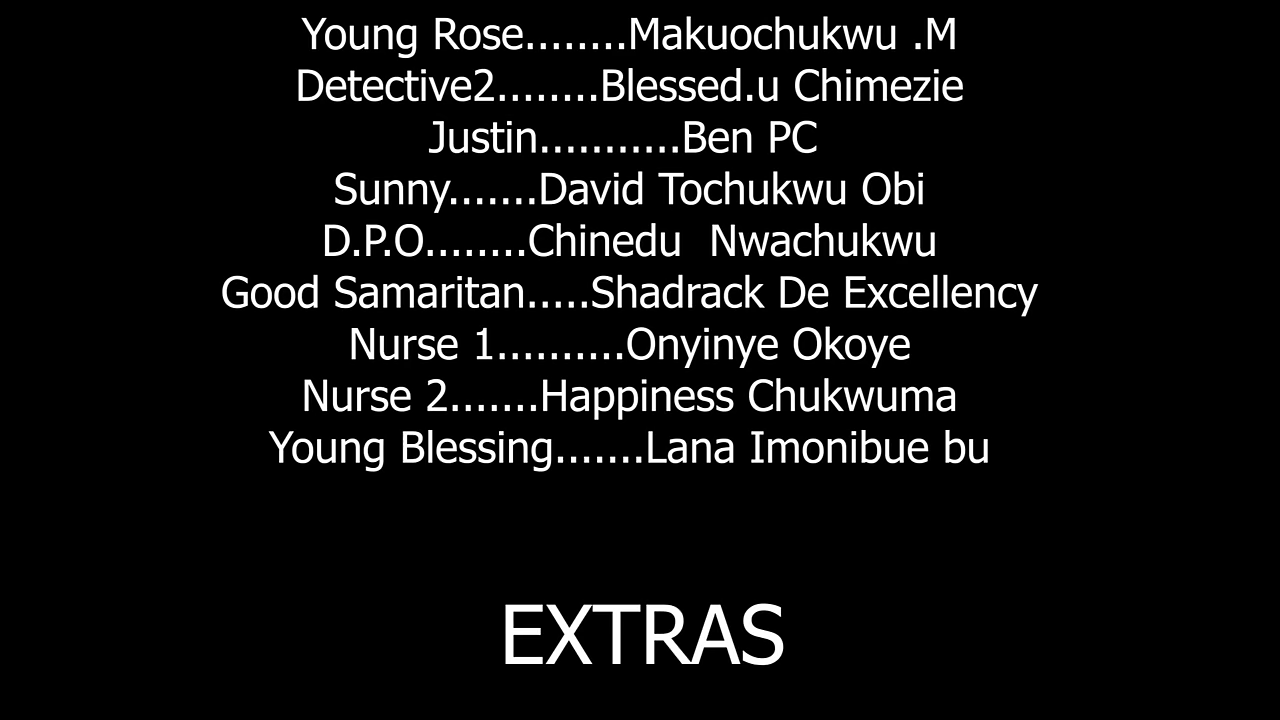 Young Rose........Makuochukwu .M
Detective2........Blessed.u Chimezie
Justin...........Ben PC
Sunny.......David Tochukwu Obi
D.P.O........Chinedu  Nwachukwu
Good Samaritan.....Shadrack De Excellency
Nurse 1..........Onyinye Okoye
Nurse 2.......Happiness Chukwuma
Young Blessing.......Lana Imonibue bu
EXTRAS